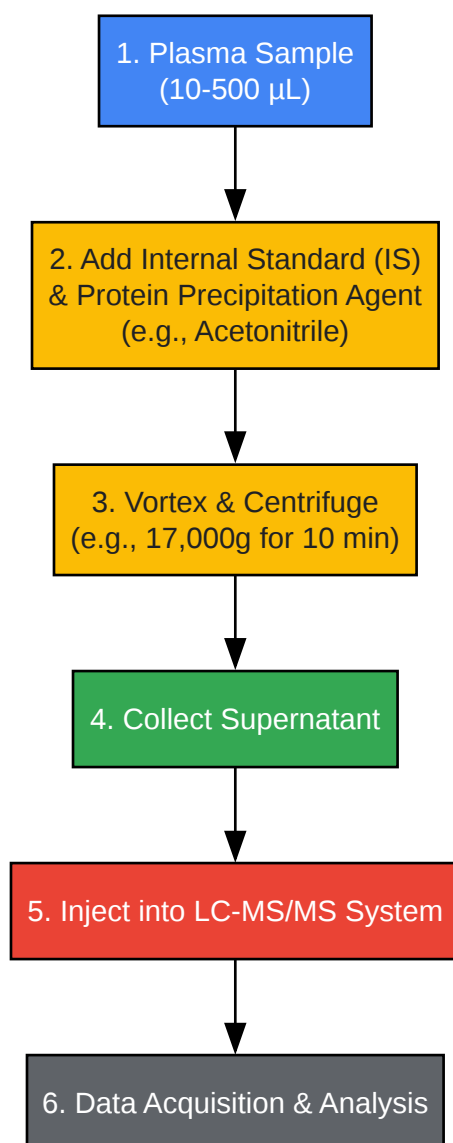 1. Plasma Sample
(10-500 µL)
2. Add Internal Standard (IS)
& Protein Precipitation Agent
(e.g., Acetonitrile)
3. Vortex & Centrifuge
(e.g., 17,000g for 10 min)
4. Collect Supernatant
5. Inject into LC-MS/MS System
6. Data Acquisition & Analysis